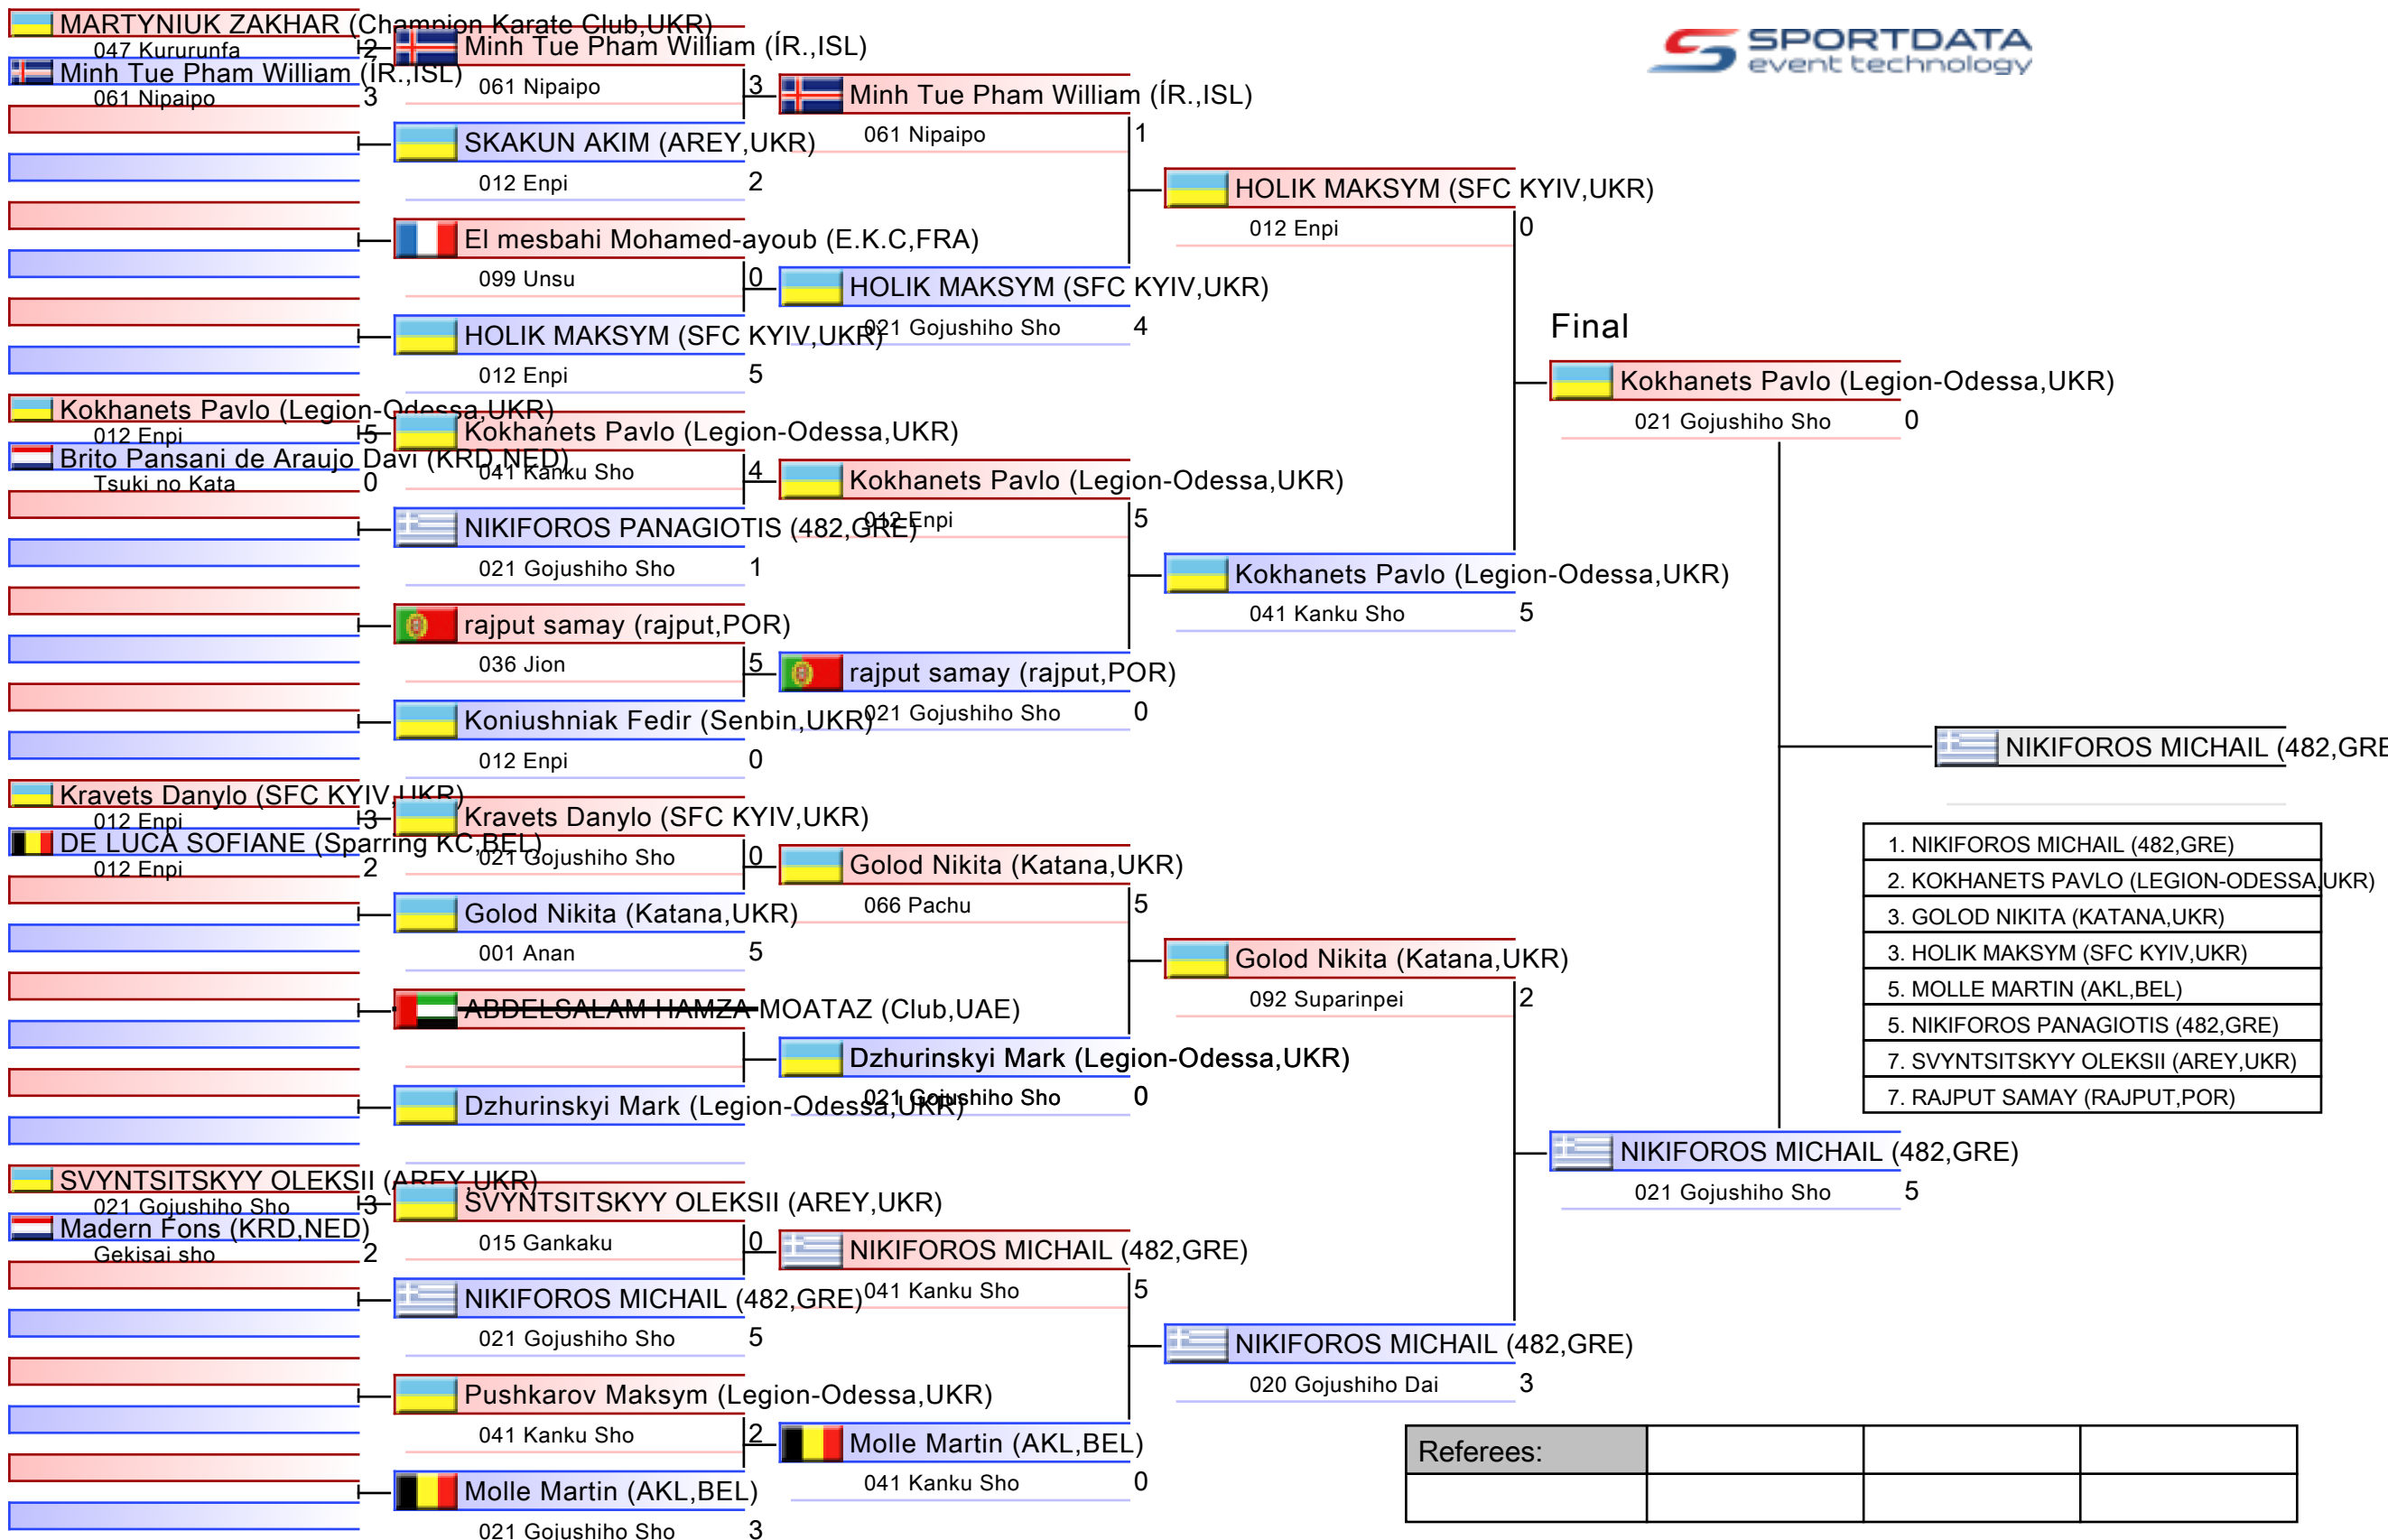 MARTYNIUK ZAKHAR (Champion Karate Club,UKR)
047 Kururunfa 2
Minh Tue Pham William (ÍR.,ISL)
061 Nipaipo 3
Kokhanets Pavlo (Legion-Odessa,UKR)
012 Enpi 5
Brito Pansani de Araujo Davi (KRD,NED)
Tsuki no Kata 0
Kravets Danylo (SFC KYIV,UKR)
012 Enpi 3
DE LUCA SOFIANE (Sparring KC,BEL)
012 Enpi 2
SVYNTSITSKYY OLEKSII (AREY,UKR)
021 Gojushiho Sho 3
Madern Fons (KRD,NED)
Gekisai sho 2
Minh Tue Pham William (ÍR.,ISL)
061 Nipaipo 3
SKAKUN AKIM (AREY,UKR)
012 Enpi 2
El mesbahi Mohamed-ayoub (E.K.C,FRA)
099 Unsu 0
HOLIK MAKSYM (SFC KYIV,UKR)
012 Enpi 5
Kokhanets Pavlo (Legion-Odessa,UKR)
041 Kanku Sho 4
NIKIFOROS PANAGIOTIS (482,GRE)
021 Gojushiho Sho 1
rajput samay (rajput,POR)
036 Jion 5
Koniushniak Fedir (Senbin,UKR)
012 Enpi 0
Kravets Danylo (SFC KYIV,UKR)
021 Gojushiho Sho 0
Golod Nikita (Katana,UKR)
001 Anan 5
ABDELSALAM HAMZA MOATAZ (Club,UAE)
Dzhurinskyi Mark (Legion-Odessa,UKR)
SVYNTSITSKYY OLEKSII (AREY,UKR)
015 Gankaku 0
NIKIFOROS MICHAIL (482,GRE)
021 Gojushiho Sho 5
Pushkarov Maksym (Legion-Odessa,UKR)
041 Kanku Sho 2
Molle Martin (AKL,BEL)
021 Gojushiho Sho 3
Minh Tue Pham William (ÍR.,ISL)
061 Nipaipo 1
HOLIK MAKSYM (SFC KYIV,UKR)
021 Gojushiho Sho 4
Kokhanets Pavlo (Legion-Odessa,UKR)
012 Enpi 5
rajput samay (rajput,POR)
021 Gojushiho Sho 0
Golod Nikita (Katana,UKR)
066 Pachu 5
Dzhurinskyi Mark (Legion-Odessa,UKR)
021 Gojushiho Sho 0
NIKIFOROS MICHAIL (482,GRE)
041 Kanku Sho 5
Molle Martin (AKL,BEL)
041 Kanku Sho 0
HOLIK MAKSYM (SFC KYIV,UKR)
012 Enpi 0
Kokhanets Pavlo (Legion-Odessa,UKR)
041 Kanku Sho 5
Golod Nikita (Katana,UKR)
092 Suparinpei 2
NIKIFOROS MICHAIL (482,GRE)
020 Gojushiho Dai 3
SPORTDATA
event technology
Final
Kokhanets Pavlo (Legion-Odessa,UKR)
021 Gojushiho Sho 0
NIKIFOROS MICHAIL (482,GRE)
021 Gojushiho Sho 5
NIKIFOROS MICHAIL (482,GRE
1. NIKIFOROS MICHAIL (482,GRE)
2. KOKHANETS PAVLO (LEGION-ODESSA,UKR)
3. GOLOD NIKITA (KATANA,UKR)
3. HOLIK MAKSYM (SFC KYIV,UKR)
5. MOLLE MARTIN (AKL,BEL)
5. NIKIFOROS PANAGIOTIS (482,GRE)
7. SVYNTSITSKYY OLEKSII (AREY,UKR)
7. RAJPUT SAMAY (RAJPUT,POR)
Referees: